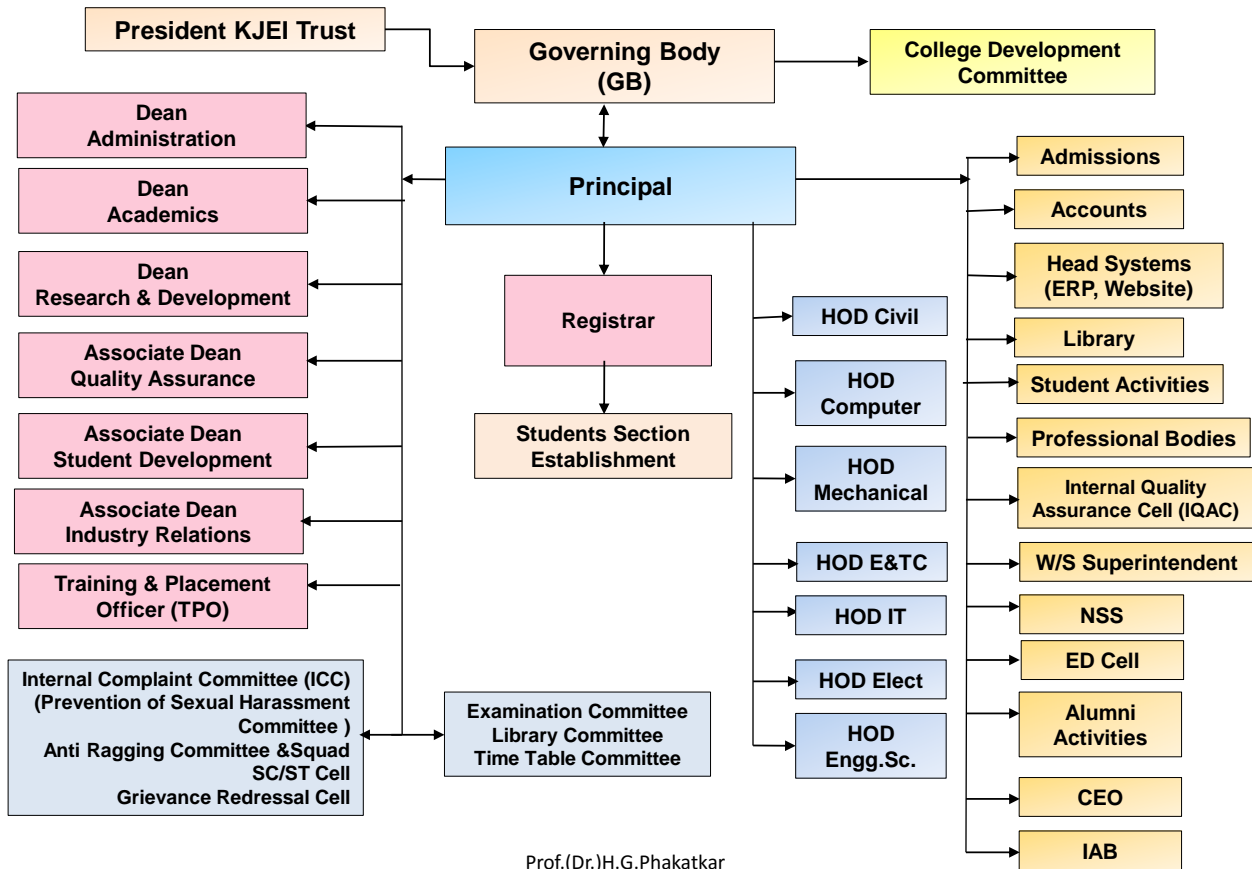 President KJEI Trust
Governing Body
(GB)
College Development
Committee
Dean
Administration
Dean
Academics
Dean
Research & Development
Associate Dean
Quality Assurance
Associate Dean
Student Development
Associate Dean
Industry Relations
Training & Placement
Officer (TPO)
Internal Complaint Committee (ICC)
(Prevention of Sexual Harassment
Committee )
Anti Ragging Committee &Squad
SC/ST Cell
Grievance Redressal Cell
Principal
Registrar
Students Section
Establishment
Examination Committee
Library Committee
Time Table Committee
HOD Civil
HOD
Computer
HOD
Mechanical
HOD E&TC
HOD IT
HOD Elect
HOD
Engg.Sc.
Admissions
Accounts
Head Systems
(ERP, Website)
Library
Student Activities
Professional Bodies
Internal Quality
Assurance Cell (IQAC)
W/S Superintendent
NSS
ED Cell
Alumni
Activities
CEO
IAB
Prof.(Dr.)H.G.Phakatkar